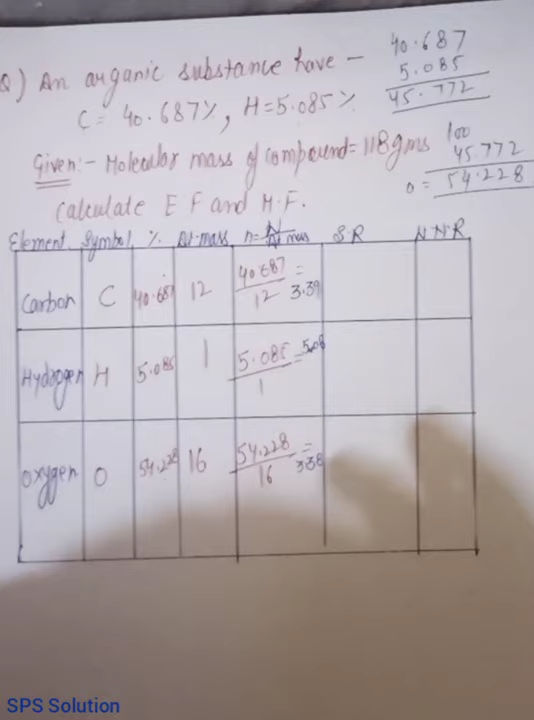 Q) An organic substance have -
C = 40.687%, H = 5.085%
40.687
5.085
45.772
Given:- Molecular mass of compound = 118 gms
100
45.772
O = 54.228
Calculate E F and M.F.
Element Symbol % At. mass n = W/At mass S R N N R
Carbon C 40.687 12 40.687/12 = 3.39
Hydrogen H 5.085 1 5.085/1 = 5.08
Oxygen O 54.228 16 54.228/16 = 3.38
SPS Solution